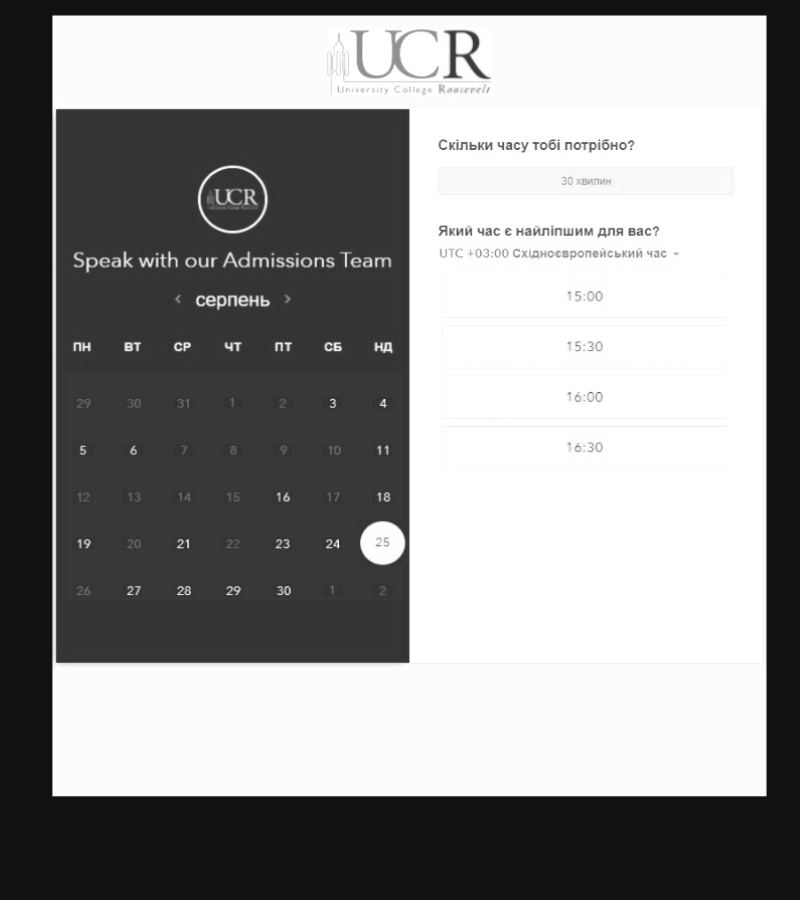 UCR
University College Roosevelt
UCR
Speak with our Admissions Team
< серпень >
ПН ВТ СР ЧТ ПТ СБ НД
29 30 31 1 2 3 4
5 6 7 8 9 10 11
12 13 14 15 16 17 18
19 20 21 22 23 24 25
26 27 28 29 30 1 2
Скільки часу тобі потрібно?
30 хвилин
Який час є найліпшим для вас?
UTC +03:00 Східноєвропейський час
15:00
15:30
16:00
16:30